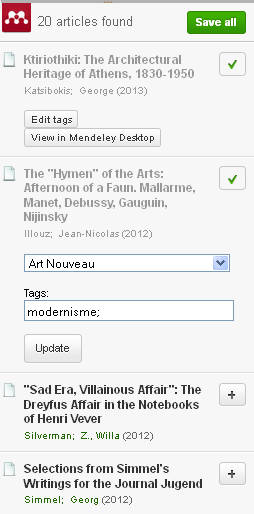 20 articles found
Save all
Ktiriothiki: The Architectural
Heritage of Athens, 1830-1950
Katsibokis; George (2013)
Edit tags
View in Mendeley Desktop
The "Hymen" of the Arts:
Afternoon of a Faun. Mallarme,
Manet, Debussy, Gauguin,
Nijinsky
Illouz; Jean-Nicolas (2012)
Art Nouveau
Tags:
modernisme;
Update
"Sad Era, Villainous Affair": The
Dreyfus Affair in the Notebooks
of Henri Vever
Silverman; Z., Willa (2012)
Selections from Simmel's
Writings for the Journal Jugend
Simmel; Georg (2012)